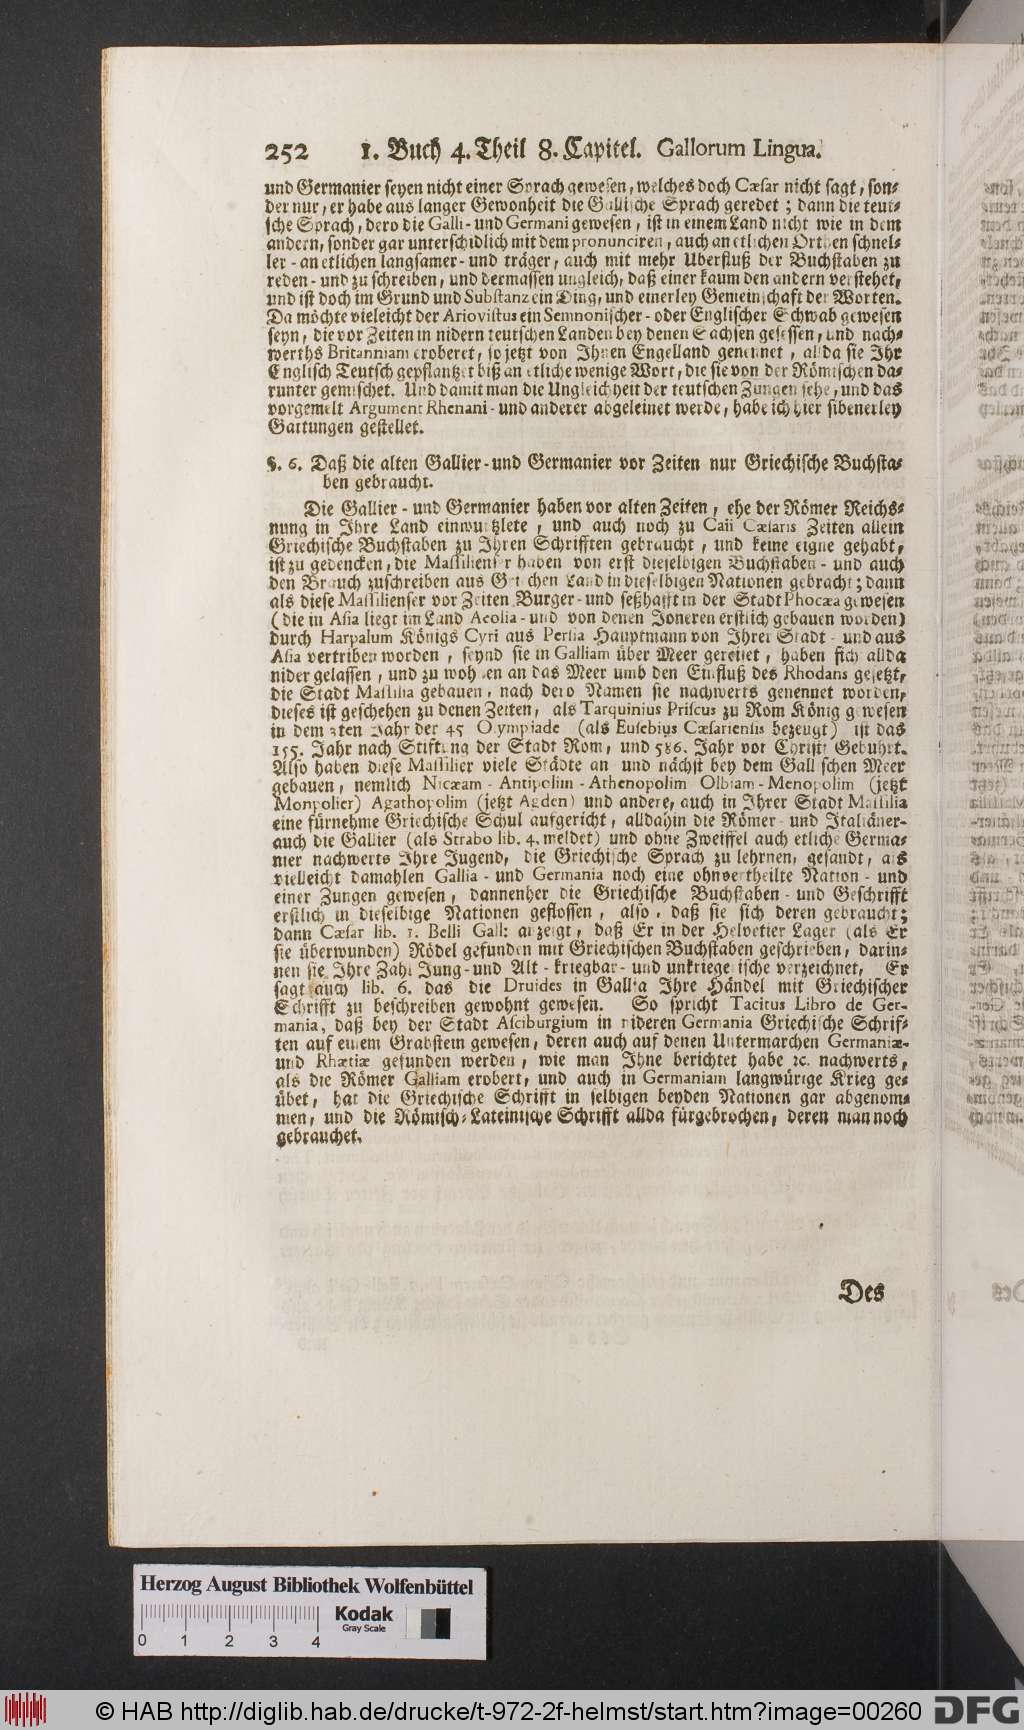 252 1. Buch 4. Theil 8. Capitel. Gallorum Lingua.
und Germanier seyen nicht einer Sprach gewesen, welches doch Cæsar nicht sagt, son-
der nur, er habe aus langer Gewonheit die Gallische Sprach geredet; dann die teut-
sche Sprach, dero die Galli- und Germani gewesen, ist in einem Land nicht wie in dem
andern, sonder gar unterschidlich mit dem pronunciren, auch an etlichen Orthen schnel-
ler - an etlichen langsamer- und träger, auch mit mehr Uberfluß der Buchstaben zu
reden- und zu schreiben, und dermassen ungleich, daß einer kaum den andern verstehet,
und ist doch im Grund und Substanz ein Ding, und einerley Gemeinschaft der Worten.
Da möchte vieleicht der Ariovistus ein Semnonischer- oder Englischer Schwab gewesen
seyn, die vor Zeiten in nidern teutschen Landen bey denen Sachsen gesessen, und nach-
werths Britanniam eroberet, so jetzt von Ihnen Engelland genennet, allda sie Ihr
Englisch Teutsch gepflantzet biß an etliche wenige Wort, die sie von der Römischen da-
runter gemischet. Und damit man die Ungleichheit der teutschen Zungen sehe, und das
vorgemelt Argument Rhenani- und anderer abgeleinet werde, habe ich hier sibenerley
Gattungen gestellet.
§. 6. Daß die alten Gallier- und Germanier vor Zeiten nur Griechische Buchsta-
ben gebraucht.
Die Gallier- und Germanier haben vor alten Zeiten, ehe der Römer Reichs-
nung in Ihre Land einwurtzlete, und auch noch zu Caii Cæsaris Zeiten allein
Griechische Buchstaben zu Ihren Schrifften gebraucht, und keine eigne gehabt,
ist zu gedencken, die Massilienser haben von erst dieselbigen Buchstaben- und auch
den Brauch zuschreiben aus Griechen Land in dieselbigen Nationen gebracht; dann
als diese Massilienser vor Zeiten Burger- und seßhafft in der Stadt Phocæa gewesen
(die in Asia liegt im Land Aeolia- und von denen Joneren erstlich gebauen worden)
durch Harpalum Königs Cyri aus Persia Hauptmann von Ihrer Stadt- und aus
Asia vertriben worden, seynd sie in Galliam über Meer gereiset, haben sich allda
nider gelassen, und zu wohnen an das Meer umb den Einfluß des Rhodans gesetzt,
die Stadt Massilia gebauen, nach dero Namen sie nachwerts genennet worden,
dieses ist geschehen zu denen Zeiten, als Tarquinius Priscus zu Rom König gewesen
in dem 3ten Jahr der 45 Olympiade (als Eusebius Cæsariensis bezeugt) ist das
155. Jahr nach Stiftung der Stadt Rom, und 586. Jahr vor Christi Gebuhrt.
Also haben diese Massilier viele Städte an und nächst bey dem Gallischen Meer
gebauen, nemlich Nicæam- Antipolim- Athenopolim Olbiam- Menopolim (jetzt
Monpolier) Agathopolim (jetzt Agden) und andere, auch in Ihrer Stadt Massilia
eine fürnehme Griechische Schul aufgericht, alldahin die Römer- und Italiäner-
auch die Gallier (als Strabo lib. 4. meldet) und ohne Zweiffel auch etliche Germa-
nier nachwerts Ihre Jugend, die Griechische Sprach zu lehrnen, gesandt, als
vielleicht damahlen Gallia- und Germania noch eine ohnvertheilte Nation- und
einer Zungen gewesen, dannenher die Griechische Buchstaben- und Geschrifft
erstlich in dieselbige Nationen geflossen, also, daß sie sich deren gebraucht;
dann Cæsar lib. 1. Belli Gall: anzeigt, daß Er in der Helvetier Lager (als Er
sie überwunden) Rödel gefunden mit Griechischen Buchstaben geschrieben, darin-
nen sie Ihre Zahl Jung- und Alt- kriegbar- und unkriegerische verzeichnet, Er
sagt auch lib. 6. das die Druides in Gallia Ihre Händel mit Griechischer
Schrifft zu beschreiben gewohnt gewesen. So spricht Tacitus Libro de Ger-
mania, daß bey der Stadt Asciburgium in nideren Germania Griechische Schrif-
ten auf einem Grabstein gewesen, deren auch auf denen Untermarchen Germaniæ-
und Rhætiæ gefunden werden, wie man Ihne berichtet habe ꝛc. nachwerts,
als die Römer Galliam erobert, und auch in Germaniam langwürige Krieg ge-
übet, hat die Griechische Schrifft in selbigen beyden Nationen gar abgenom-
men, und die Römisch-Lateinische Schrifft allda fürgebrochen, deren man noch
gebrauchet.
Des
Herzog August Bibliothek Wolfenbüttel
Kodak
Gray Scale
0 1 2 3 4
© HAB http://diglib.hab.de/drucke/t-972-2f-helmst/start.htm?image=00260
DFG